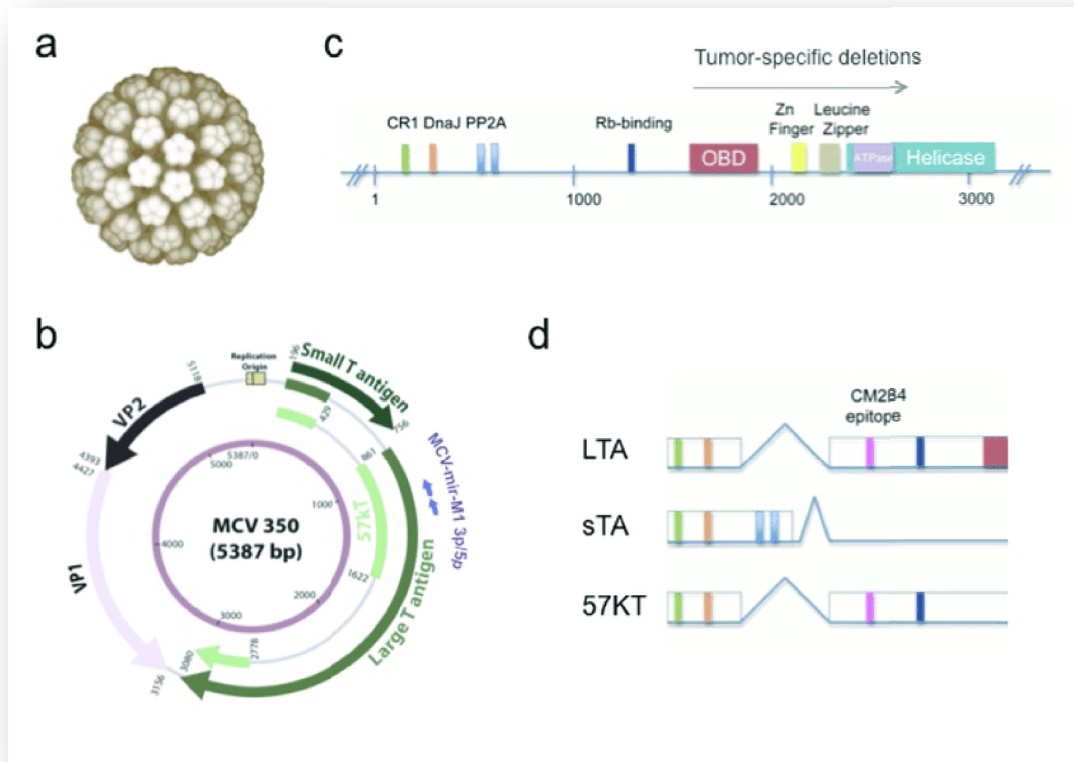 a
c
Tumor-specific deletions
CR1 DnaJ PP2A
Rb-binding
Zn
Finger
Leucine
Zipper
OBD
ATPase
Helicase
1
1000
2000
3000
b
Replication
Origin
196
Small T antigen
429
756
5118
VP2
4393
4427
861
57kT
MCV-mir-M1 3p/5p
5387/0
5000
1000
MCV 350
(5387 bp)
4000
2000
3000
1622
VP1
Large T antigen
2778
3080
3156
d
CM2B4
epitope
LTA
sTA
57KT